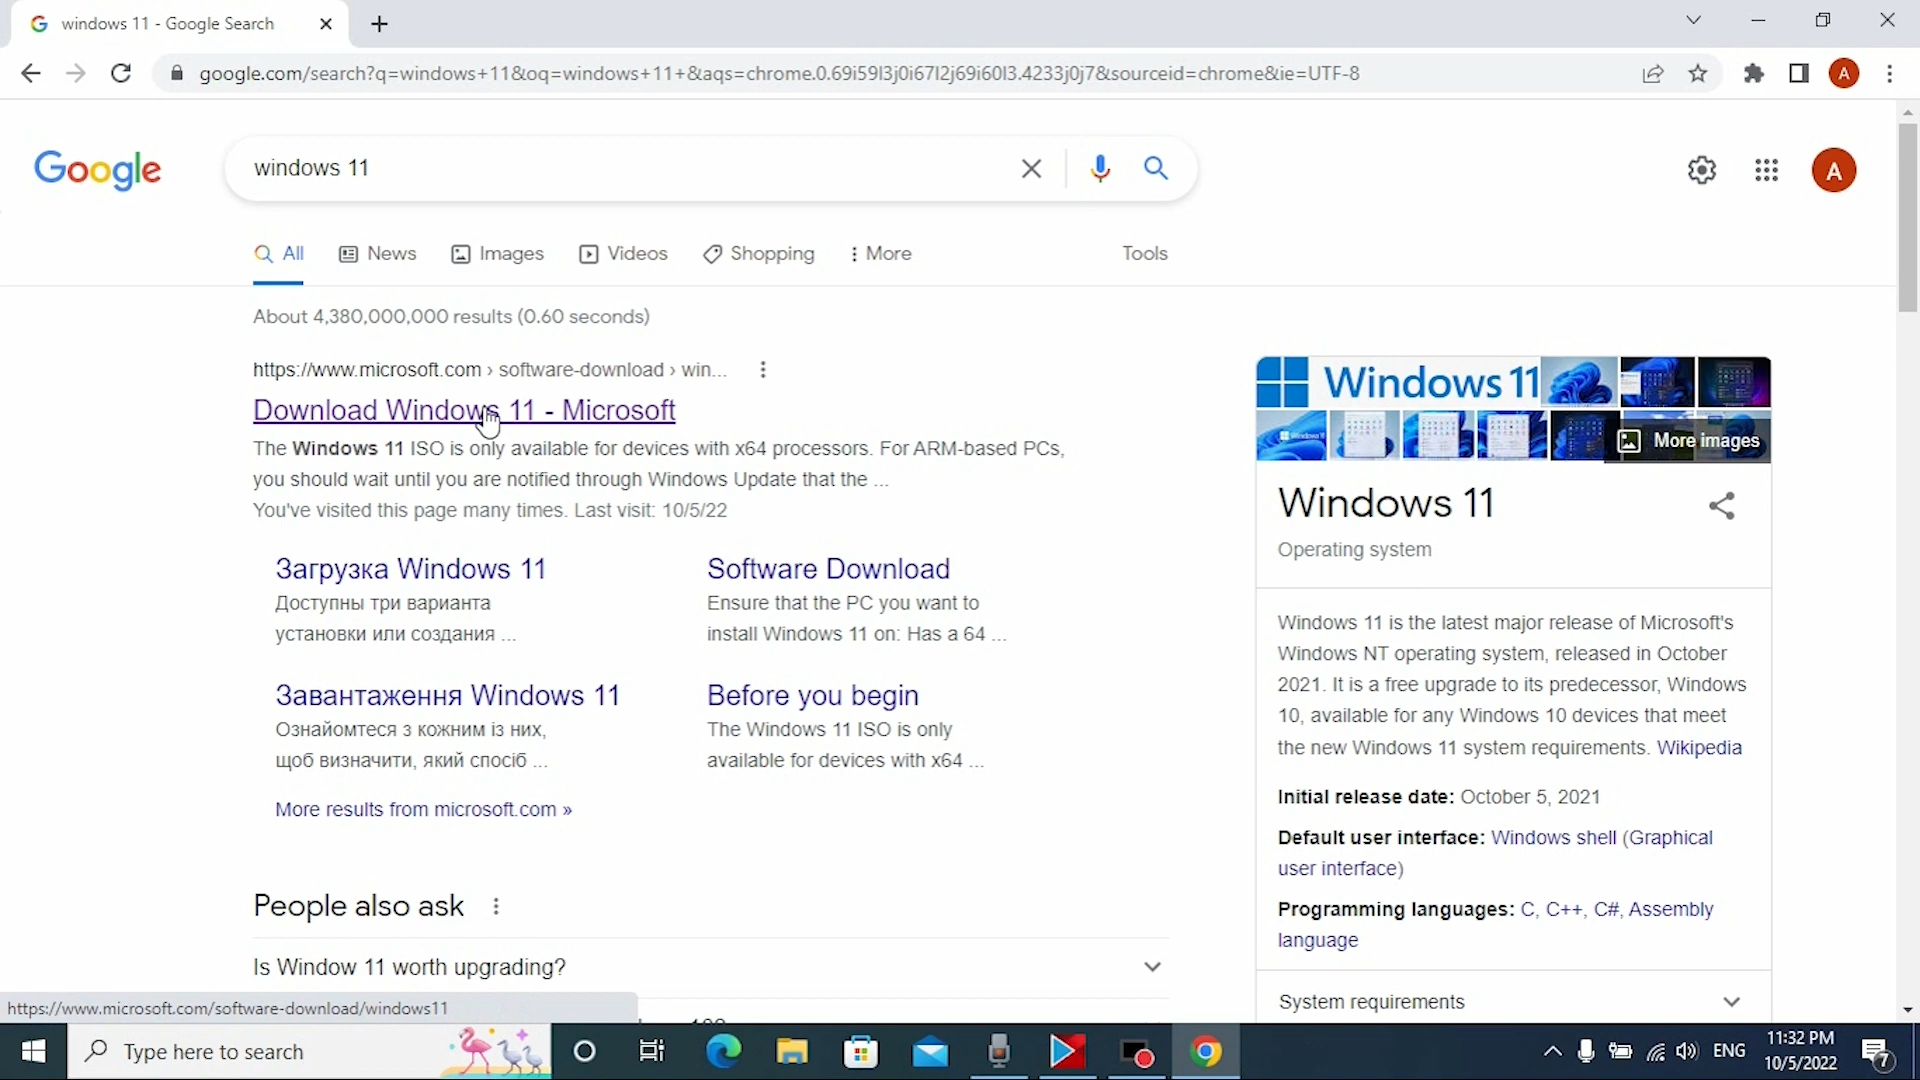 windows 11 - Google Search
google.com/search?q=windows+11&oq=windows+11+&aqs=chrome.0.69i59l3j0i67l2j69i60l3.4233j0j7&sourceid=chrome&ie=UTF-8
A
Google
windows 11
A
All
News
Images
Videos
Shopping
More
Tools
About 4,380,000,000 results (0.60 seconds)
https://www.microsoft.com › software-download › win...
Download Windows 11 - Microsoft
The Windows 11 ISO is only available for devices with x64 processors. For ARM-based PCs,
you should wait until you are notified through Windows Update that the ...
You've visited this page many times. Last visit: 10/5/22
Загрузка Windows 11
Доступны три варианта
установки или создания ...
Software Download
Ensure that the PC you want to
install Windows 11 on: Has a 64 ...
Завантаження Windows 11
Ознайомтеся з кожним із них,
щоб визначити, який спосіб ...
Before you begin
The Windows 11 ISO is only
available for devices with x64 ...
More results from microsoft.com »
People also ask
Is Window 11 worth upgrading?
Windows 11
More images
Windows 11
Operating system
Windows 11 is the latest major release of Microsoft's
Windows NT operating system, released in October
2021. It is a free upgrade to its predecessor, Windows
10, available for any Windows 10 devices that meet
the new Windows 11 system requirements. Wikipedia
Initial release date: October 5, 2021
Default user interface: Windows shell (Graphical
user interface)
Programming languages: C, C++, C#, Assembly
language
System requirements
https://www.microsoft.com/software-download/windows11
Type here to search
ENG
11:32 PM
10/5/2022
7